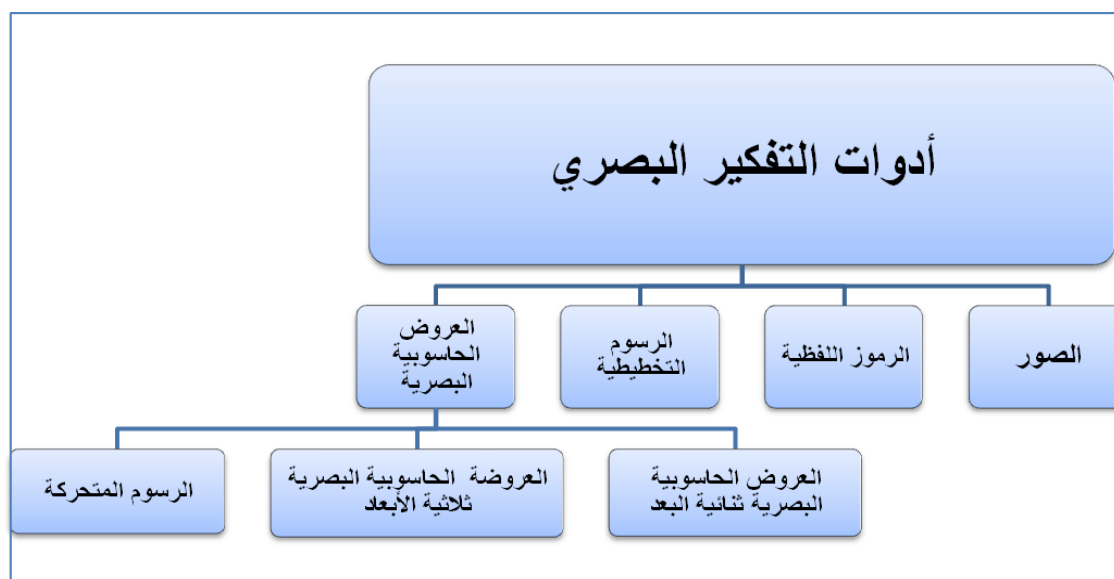 أدوات التفكير البصري
الصور
الرموز اللفظية
الرسوم
التخطيطية
العروض
الحاسوبية
البصرية
العروض الحاسوبية
البصرية ثنائية البعد
العروضة الحاسوبية البصرية
ثلاثية الأبعاد
الرسوم المتحركة